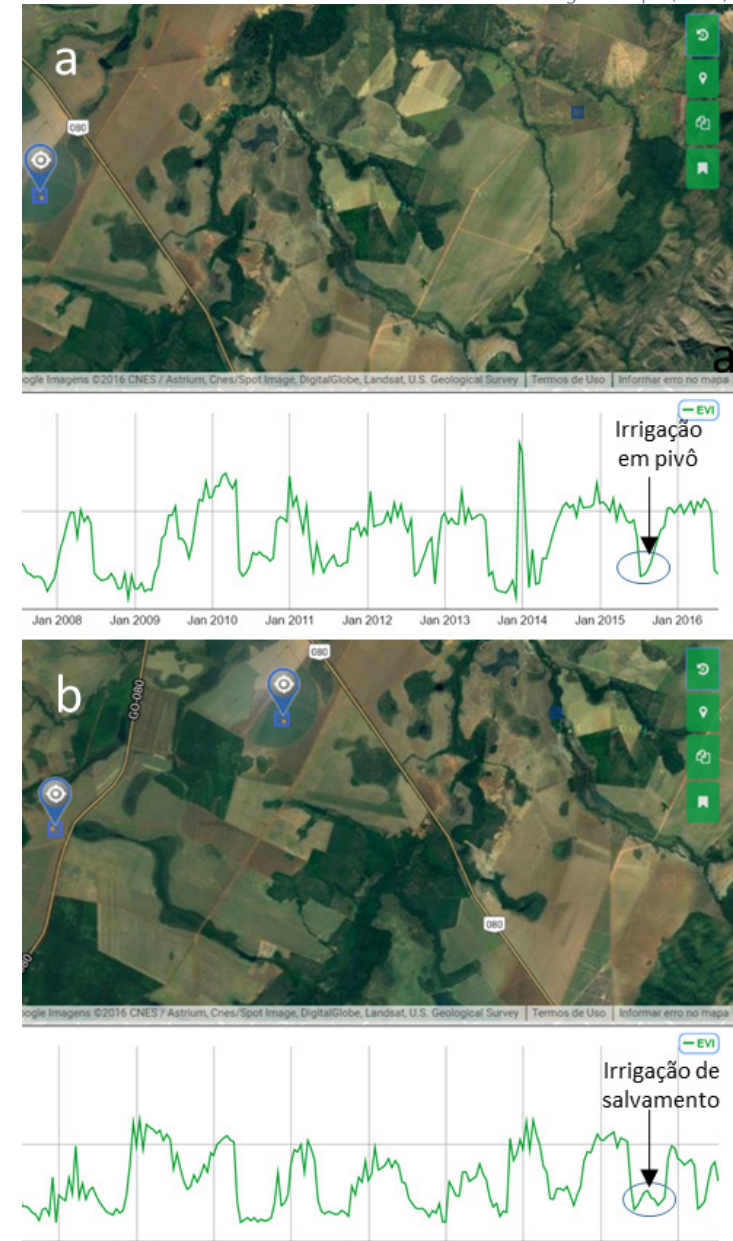 a
080
a
ogle Imagens ©2016 CNES / Astrium, Cnes/Spot Image, DigitalGlobe, Landsat, U.S. Geological Survey | Termos de Uso | Informar erro no mapa
EVI
Irrigação
em pivô
Jan 2008 Jan 2009 Jan 2010 Jan 2011 Jan 2012 Jan 2013 Jan 2014 Jan 2015 Jan 2016
080
b
GO-080
080
80
oogle Imagens ©2016 CNES / Astrium, Cnes/Spot Image, DigitalGlobe, Landsat, U.S. Geological Survey | Termos de Uso | Informar erro no mapa
EVI
Irrigação de
salvamento